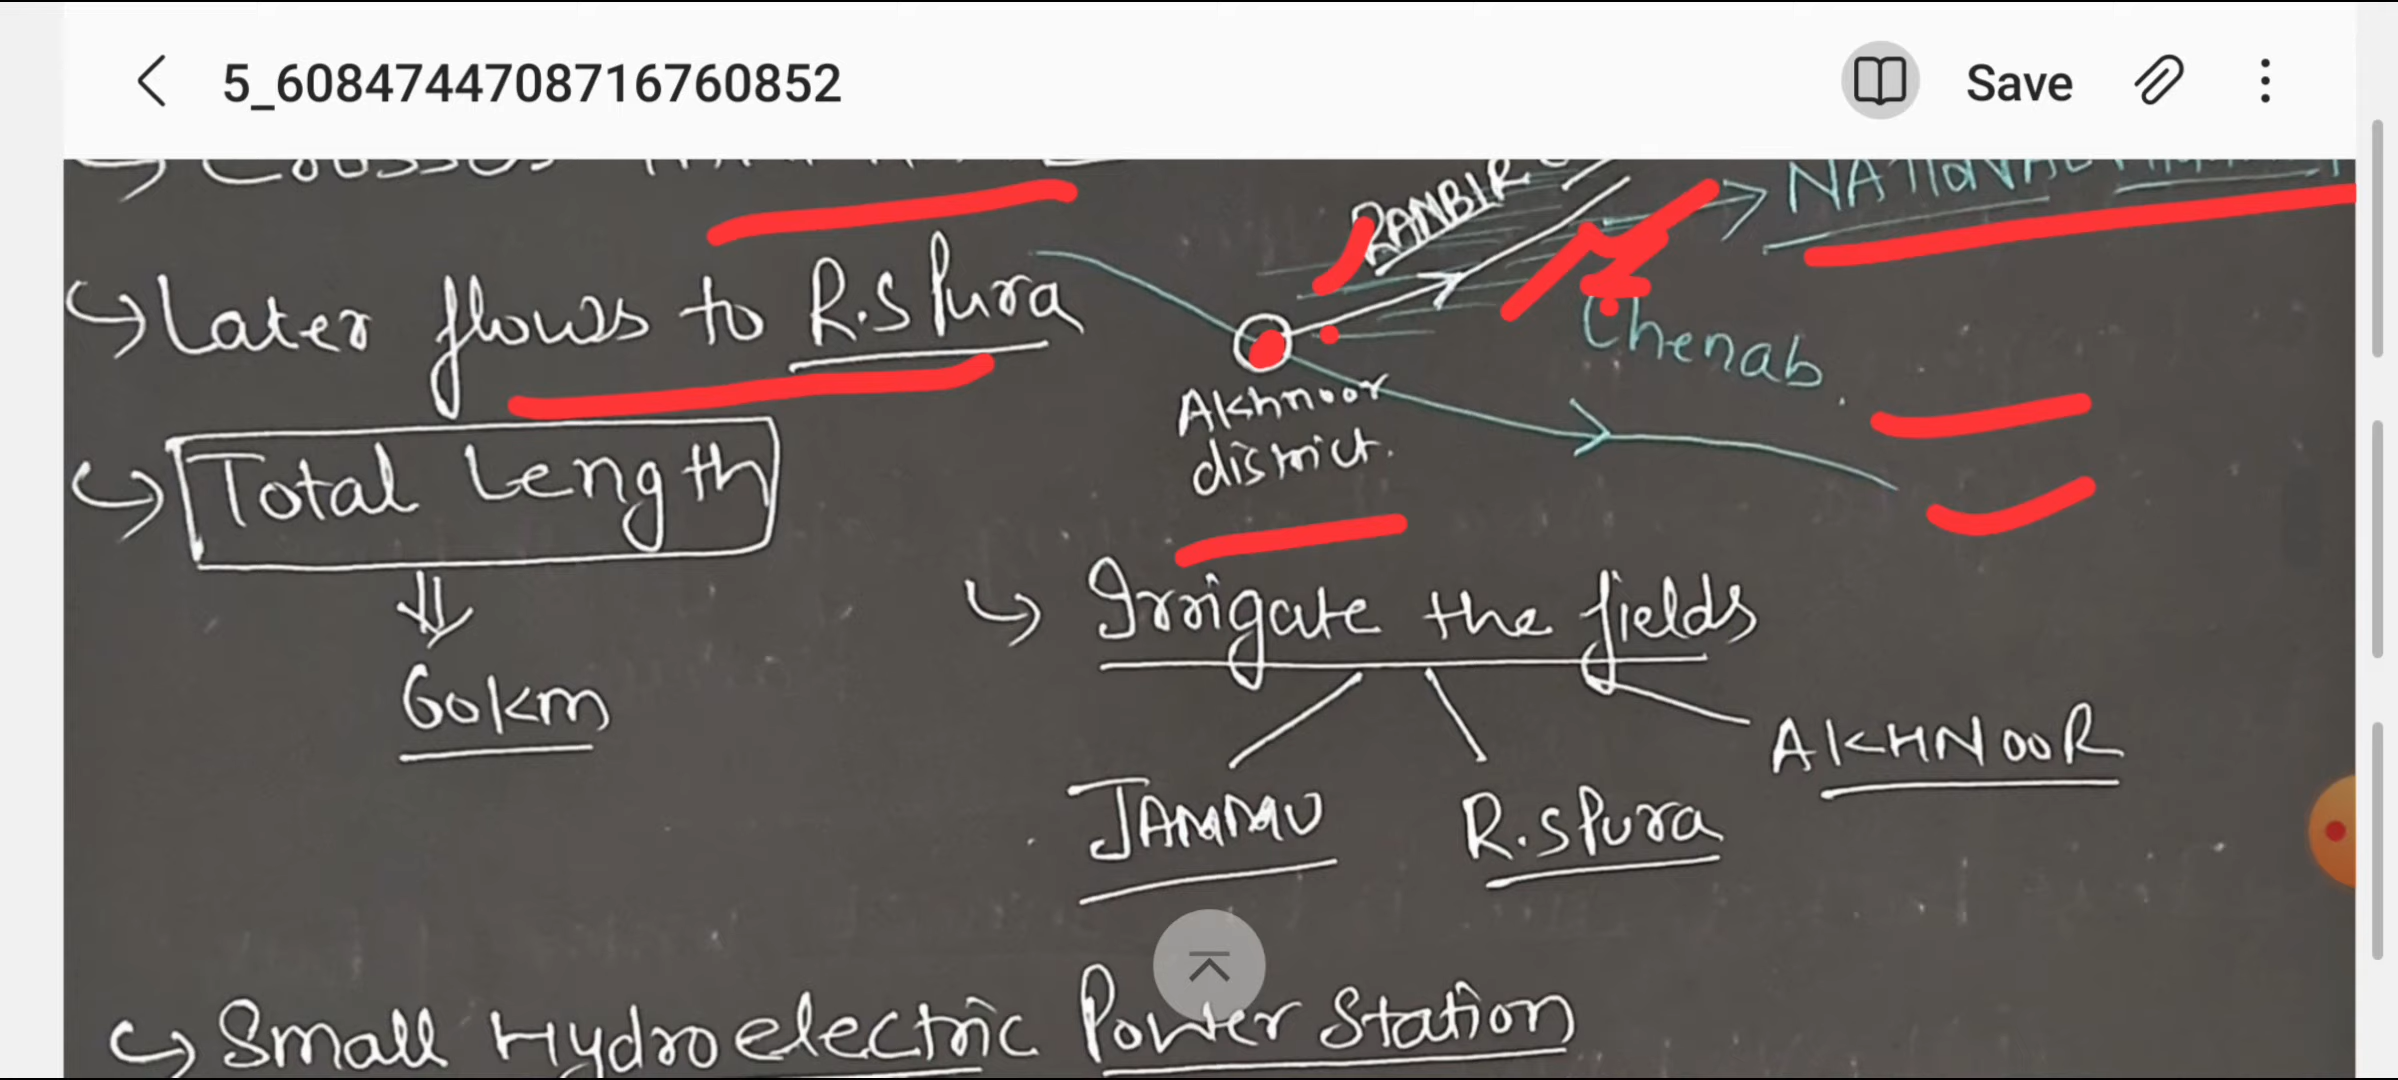 5_6084744708716760852
Save
RANBIR
NATIONAL
Later flows to R.S Pura
Chenab.
Akhnoor
district.
Total Length
60km
Irrigate the fields
JAMMU
R.S Pura
AKHNOOR
Small Hydroelectric Power Station